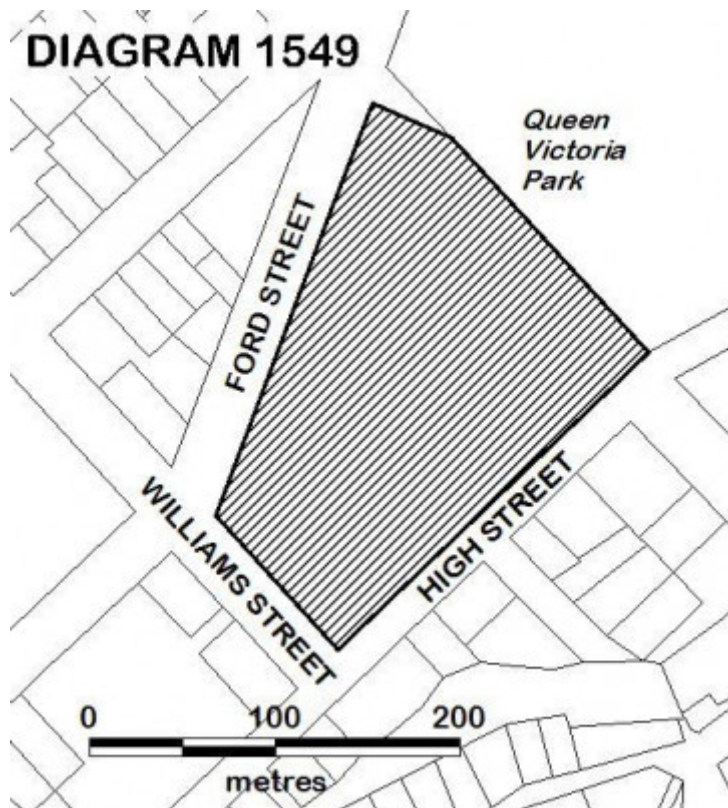 DIAGRAM 1549
Queen
Victoria
Park
FORD STREET
WILLIAMS STREET
HIGH STREET
0 100 200
metres